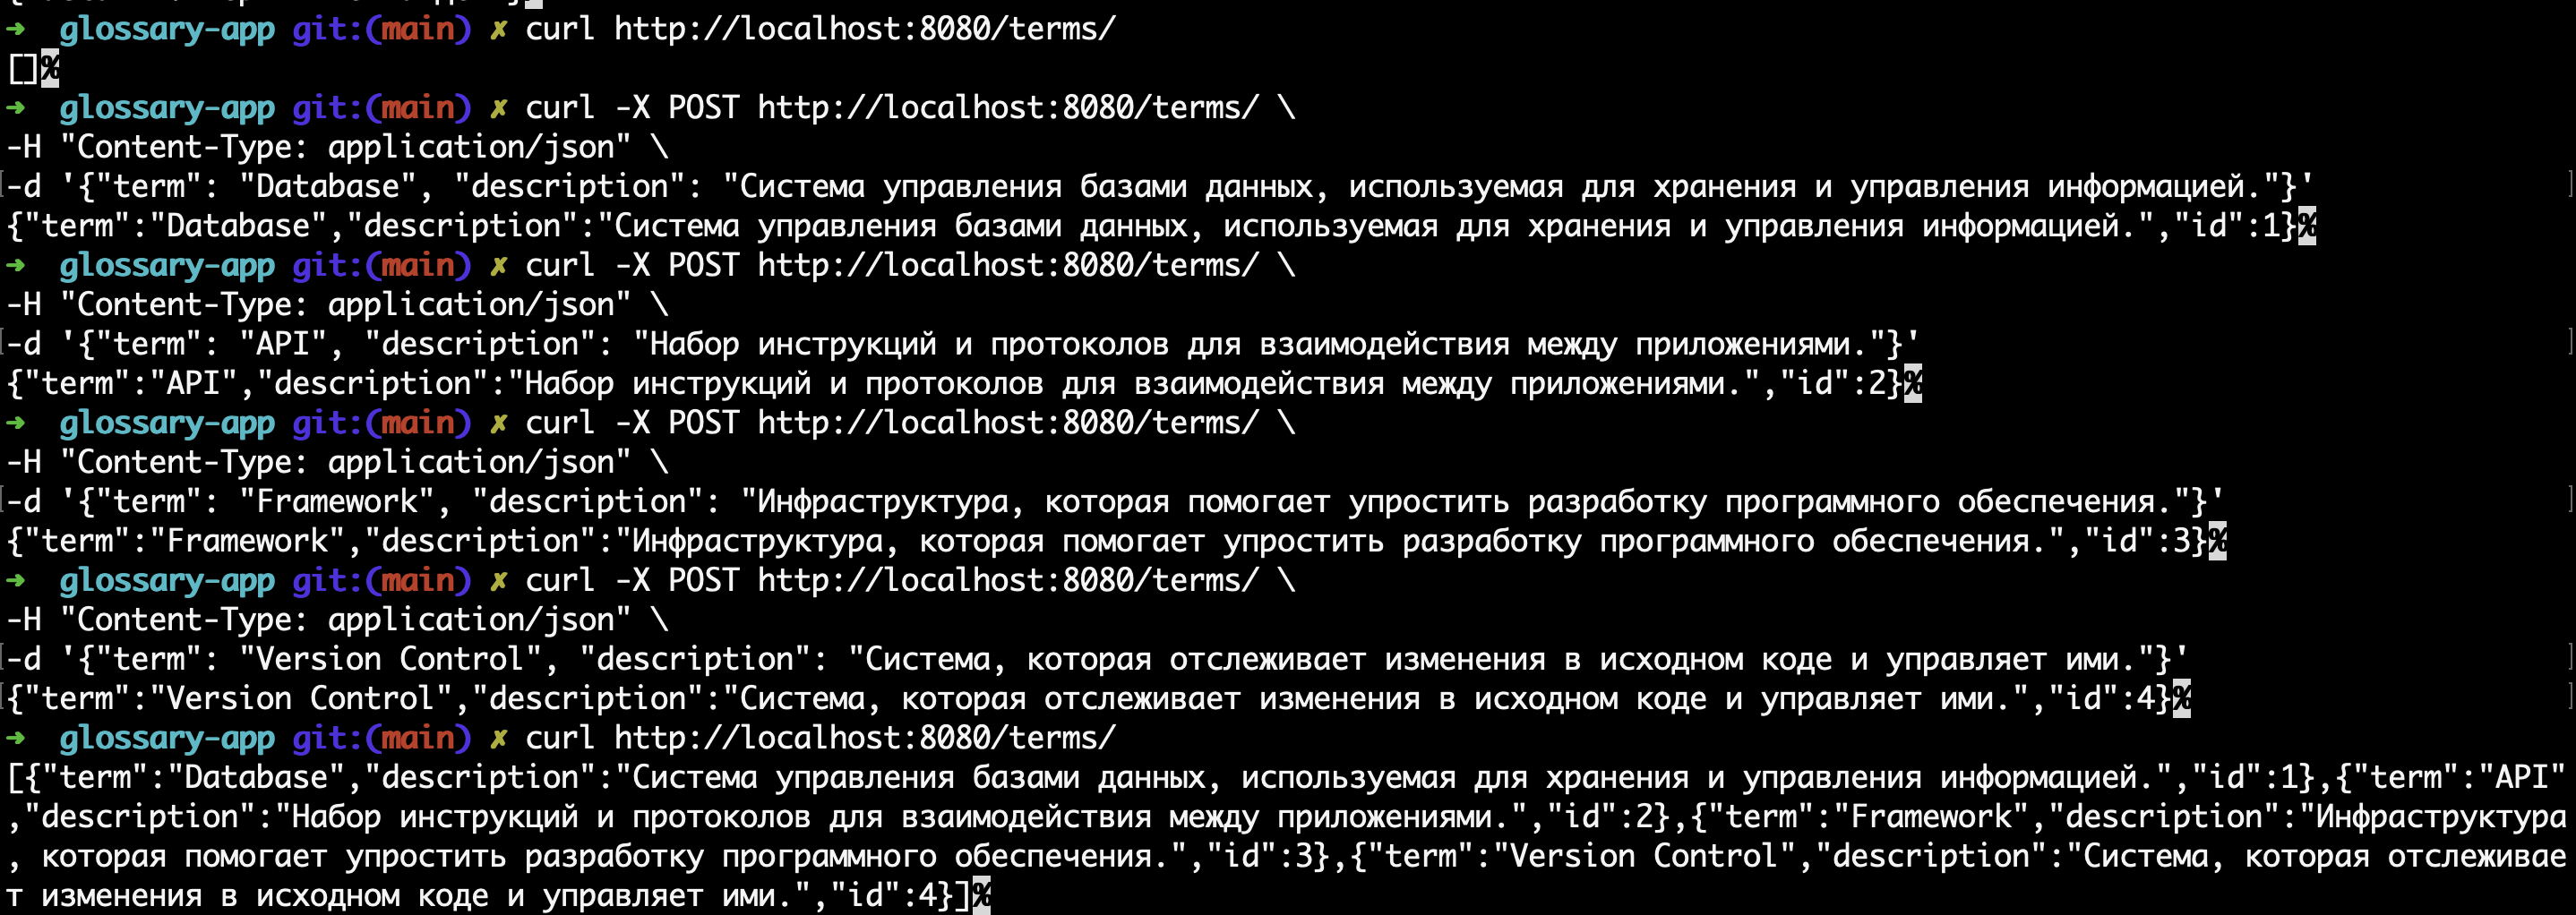 ➜  glossary-app git:(main) ✗ curl http://localhost:8080/terms/
[]%
➜  glossary-app git:(main) ✗ curl -X POST http://localhost:8080/terms/ \
-H "Content-Type: application/json" \
-d '{"term": "Database", "description": "Система управления базами данных, используемая для хранения и управления информацией."}'
{"term":"Database","description":"Система управления базами данных, используемая для хранения и управления информацией.","id":1}%
➜  glossary-app git:(main) ✗ curl -X POST http://localhost:8080/terms/ \
-H "Content-Type: application/json" \
-d '{"term": "API", "description": "Набор инструкций и протоколов для взаимодействия между приложениями."}'
{"term":"API","description":"Набор инструкций и протоколов для взаимодействия между приложениями.","id":2}%
➜  glossary-app git:(main) ✗ curl -X POST http://localhost:8080/terms/ \
-H "Content-Type: application/json" \
-d '{"term": "Framework", "description": "Инфраструктура, которая помогает упростить разработку программного обеспечения."}'
{"term":"Framework","description":"Инфраструктура, которая помогает упростить разработку программного обеспечения.","id":3}%
➜  glossary-app git:(main) ✗ curl -X POST http://localhost:8080/terms/ \
-H "Content-Type: application/json" \
-d '{"term": "Version Control", "description": "Система, которая отслеживает изменения в исходном коде и управляет ими."}'
{"term":"Version Control","description":"Система, которая отслеживает изменения в исходном коде и управляет ими.","id":4}%
➜  glossary-app git:(main) ✗ curl http://localhost:8080/terms/
[{"term":"Database","description":"Система управления базами данных, используемая для хранения и управления информацией.","id":1},{"term":"API"
,"description":"Набор инструкций и протоколов для взаимодействия между приложениями.","id":2},{"term":"Framework","description":"Инфраструктура
, которая помогает упростить разработку программного обеспечения.","id":3},{"term":"Version Control","description":"Система, которая отслеживае
т изменения в исходном коде и управляет ими.","id":4}]%